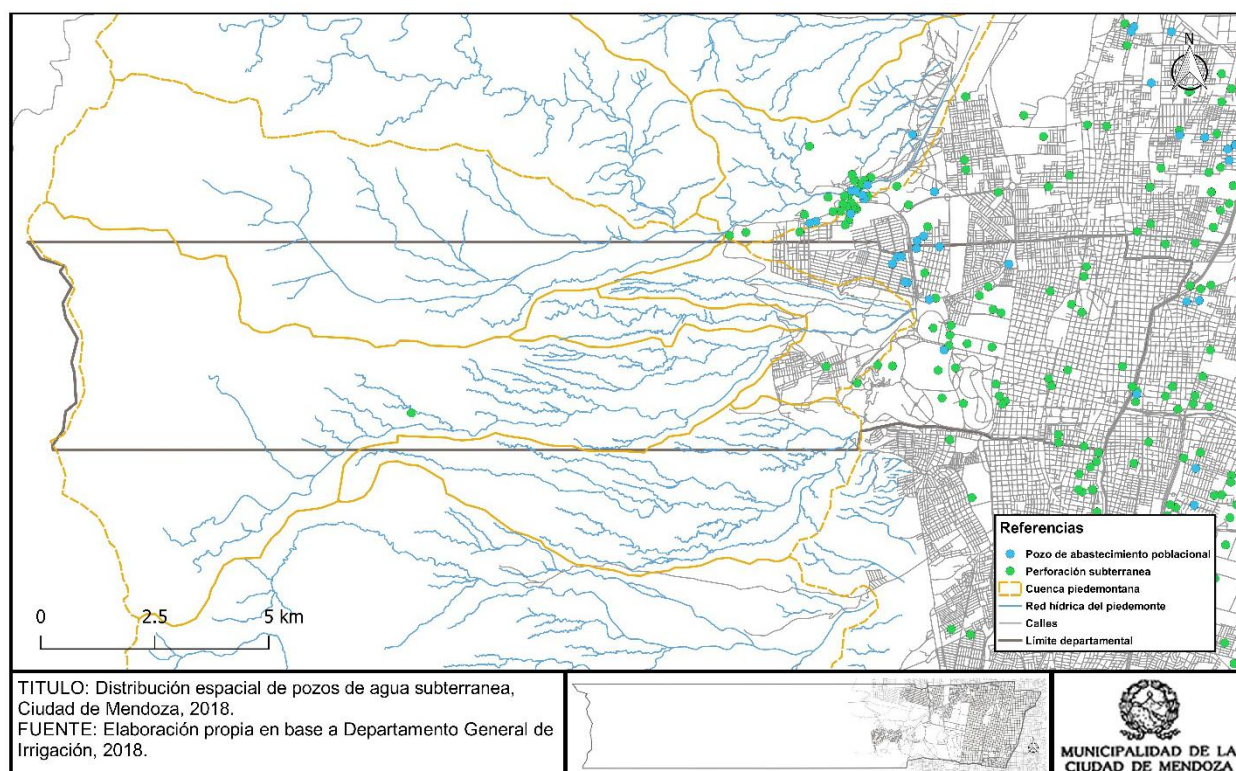 N
Referencias
Pozo de abastecimiento poblacional
Perforación subterranea
Cuenca piedemontana
Red hídrica del piedemonte
Calles
Límite departamental
0 2.5 5 km
TITULO: Distribución espacial de pozos de agua subterranea,
Ciudad de Mendoza, 2018.
FUENTE: Elaboración propia en base a Departamento General de
Irrigación, 2018.
MUNICIPALIDAD DE LA
CIUDAD DE MENDOZA